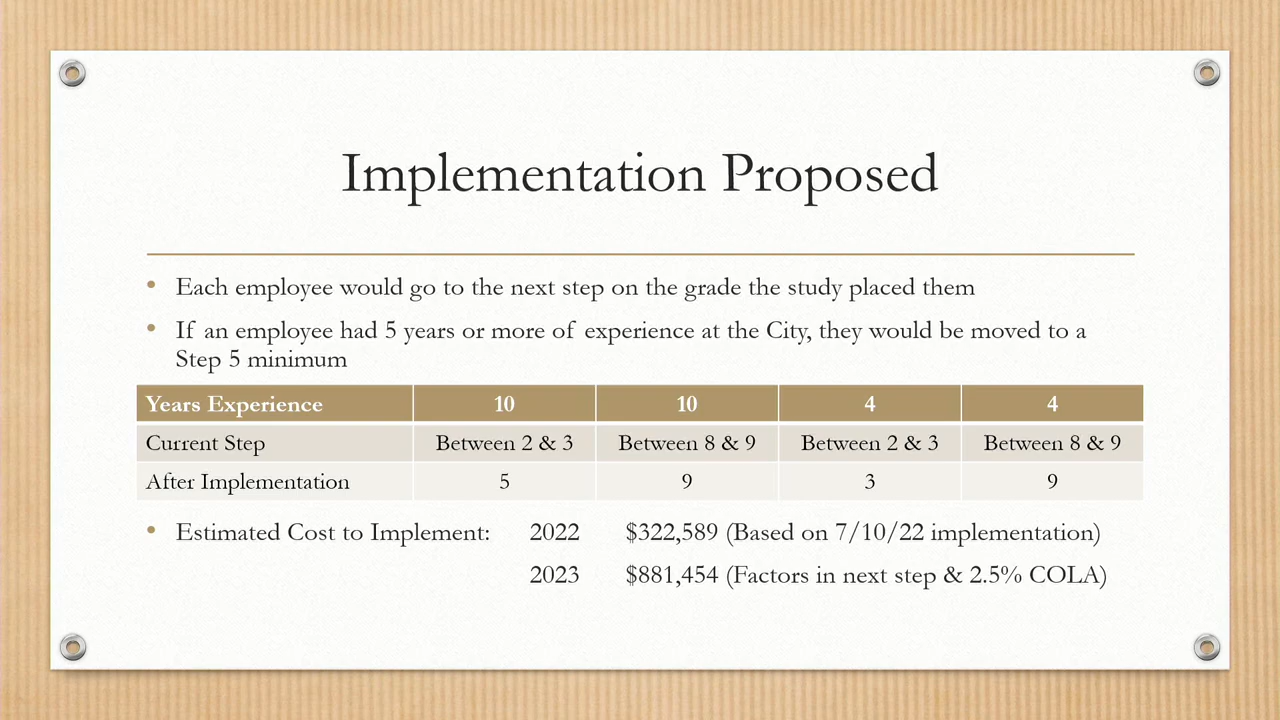 Implementation Proposed
• Each employee would go to the next step on the grade the study placed them
• If an employee had 5 years or more of experience at the City, they would be moved to a
Step 5 minimum
Years Experience 10 10 4 4
Current Step Between 2 & 3 Between 8 & 9 Between 2 & 3 Between 8 & 9
After Implementation 5 9 3 9
• Estimated Cost to Implement: 2022 $322,589 (Based on 7/10/22 implementation)
2023 $881,454 (Factors in next step & 2.5% COLA)